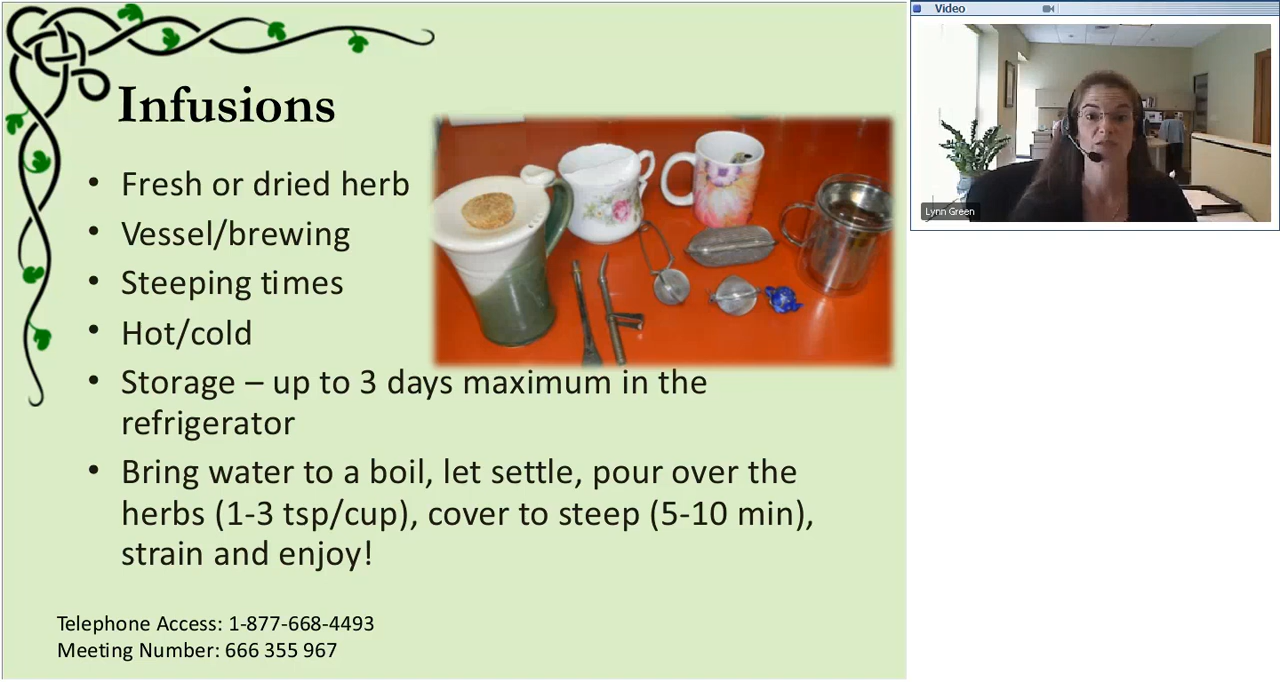 Infusions
• Fresh or dried herb
• Vessel/brewing
• Steeping times
• Hot/cold
• Storage – up to 3 days maximum in the
refrigerator
• Bring water to a boil, let settle, pour over the
herbs (1-3 tsp/cup), cover to steep (5-10 min),
strain and enjoy!
Telephone Access: 1-877-668-4493
Meeting Number: 666 355 967
Video
Lynn Green